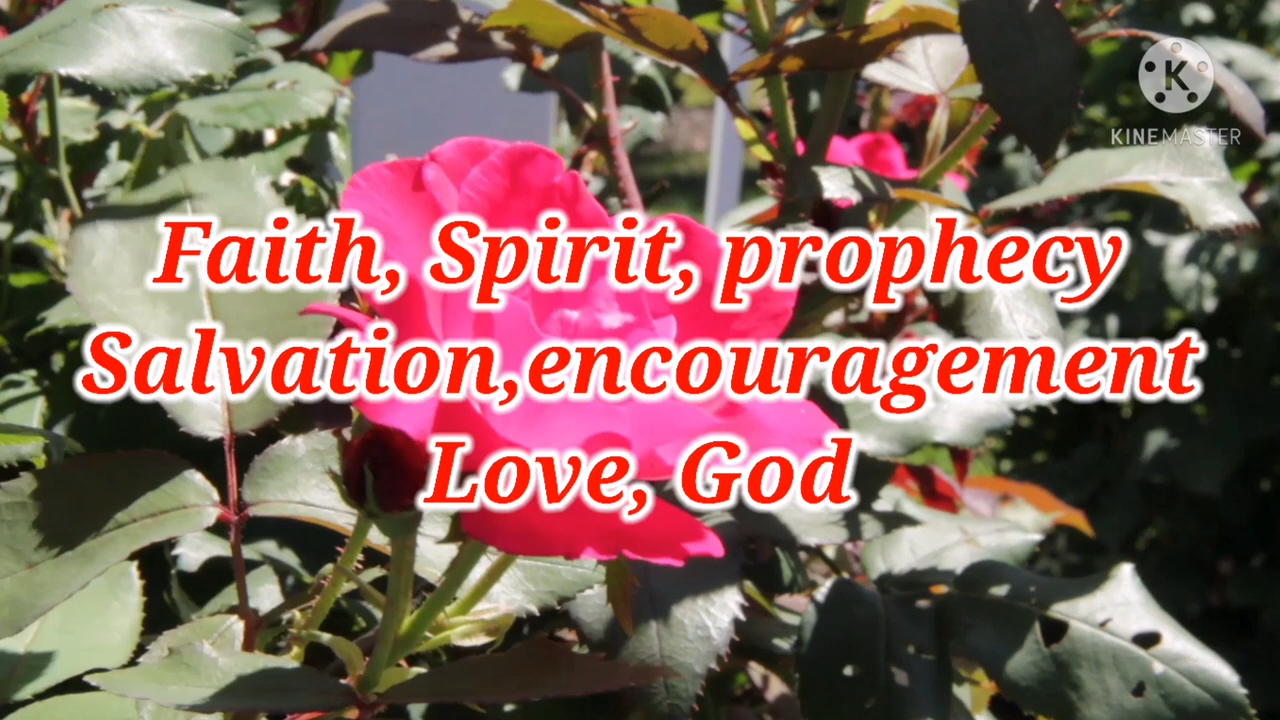 K
KINEMASTER
Faith, Spirit, prophecy
Salvation,encouragement
Love, God